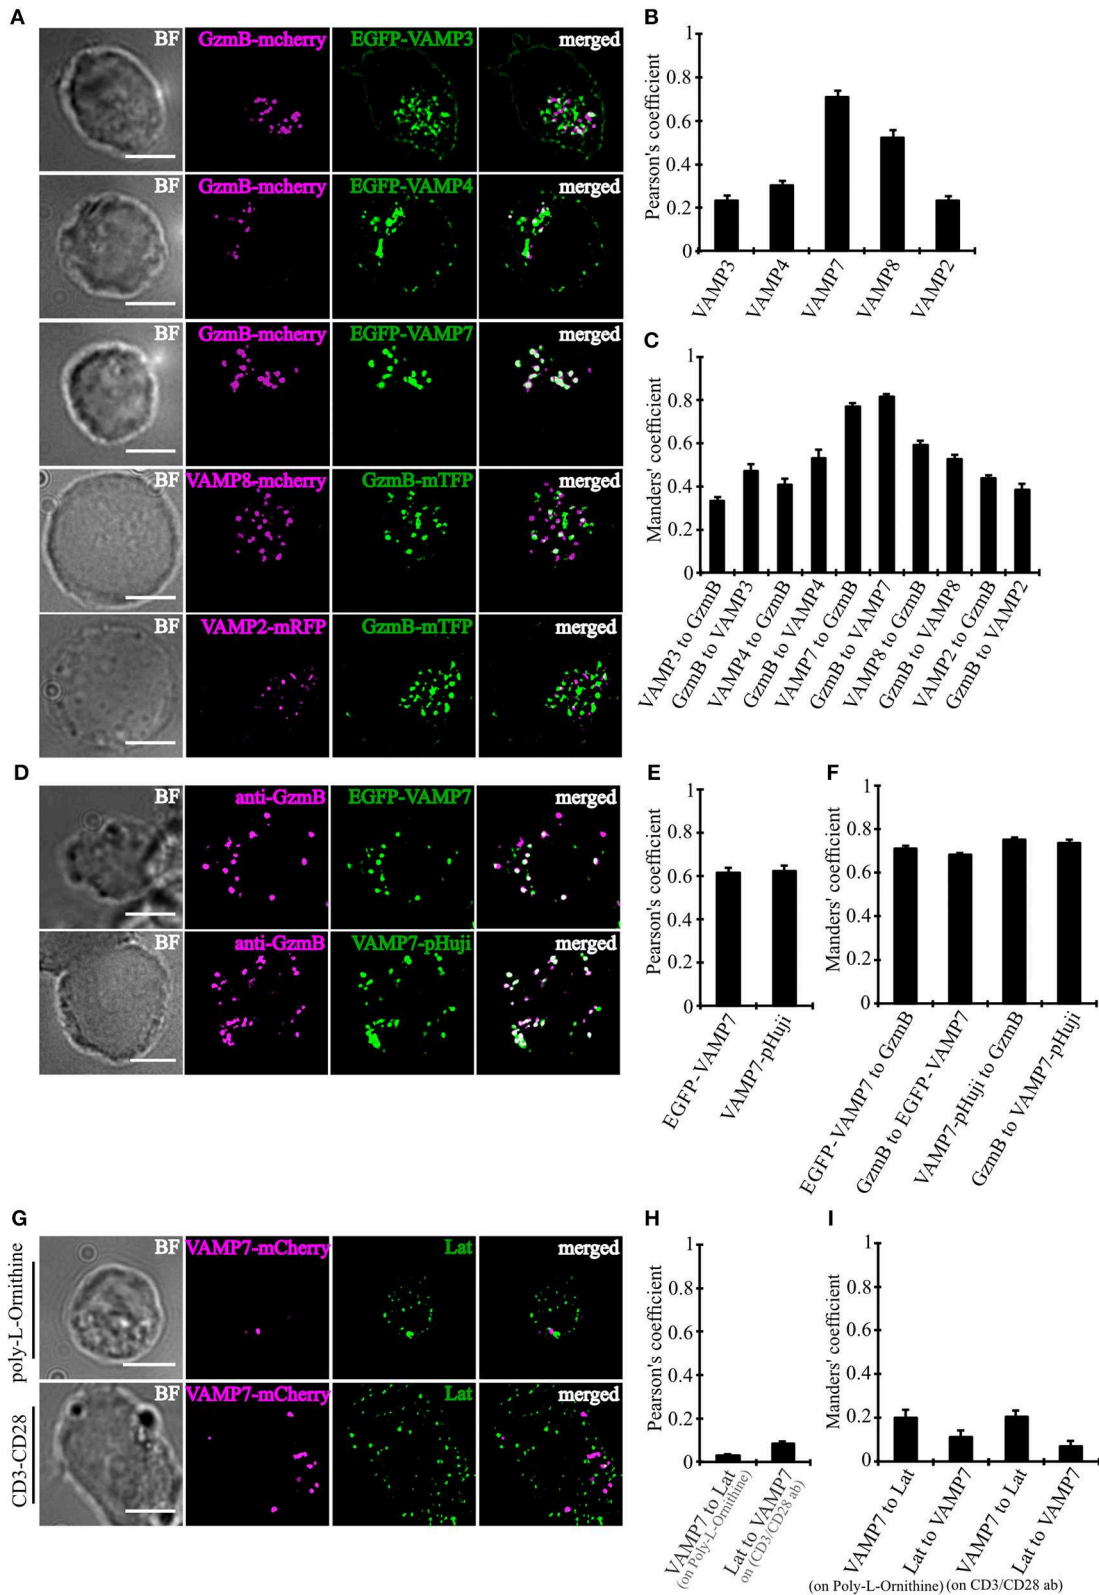 A
BF
GzmB-mcherry
EGFP-VAMP3
merged
BF
GzmB-mcherry
EGFP-VAMP4
merged
BF
GzmB-mcherry
EGFP-VAMP7
merged
BF
VAMP8-mcherry
GzmB-mTFP
merged
BF
VAMP2-mRFP
GzmB-mTFP
merged
B
Pearson's coefficient
1
0.8
0.6
0.4
0.2
0
VAMP3
VAMP4
VAMP7
VAMP8
VAMP2
C
Manders' coefficient
1
0.8
0.6
0.4
0.2
0
VAMP3 to GzmB
GzmB to VAMP3
VAMP4 to GzmB
GzmB to VAMP4
VAMP7 to GzmB
GzmB to VAMP7
VAMP8 to GzmB
GzmB to VAMP8
VAMP2 to GzmB
GzmB to VAMP2
D
BF
anti-GzmB
EGFP-VAMP7
merged
BF
anti-GzmB
VAMP7-pHuji
merged
E
Pearson's coefficient
1
0.8
0.6
0.4
0.2
0
EGFP- VAMP7
VAMP7-pHuji
F
Manders' coefficient
1
0.8
0.6
0.4
0.2
0
EGFP-VAMP7 to GzmB
GzmB to EGFP-VAMP7
VAMP7-pHuji to GzmB
GzmB to VAMP7-pHuji
G
poly-L-Ornithine
BF
VAMP7-mCherry
Lat
merged
CD3-CD28
BF
VAMP7-mCherry
Lat
merged
H
Pearson's coefficient
1
0.8
0.6
0.4
0.2
0
VAMP7 to Lat
(on Poly-L-Ornithine)
Lat to VAMP7
on (CD3/CD28 ab)
I
Manders' coefficient
1
0.8
0.6
0.4
0.2
0
VAMP7 to Lat
Lat to VAMP7
VAMP7 to Lat
Lat to VAMP7
(on Poly-L-Ornithine)
(on CD3/CD28 ab)